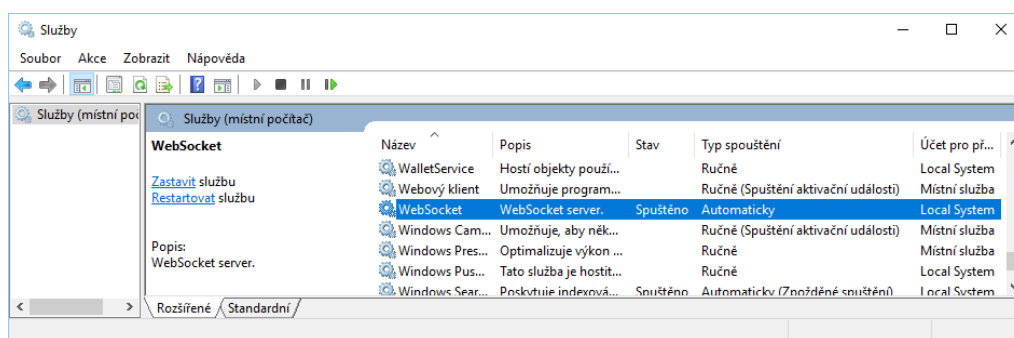 Služby
Soubor Akce Zobrazit Nápověda
Služby (místní poč
Služby (místní počítač)
WebSocket
Zastavit službu
Restartovat službu
Popis:
WebSocket server.
Název Popis Stav Typ spouštění Účet pro př...
WalletService Hostí objekty použí... Ručně Local System
Webový klient Umožňuje program... Ručně (Spuštění aktivační události) Místní služba
WebSocket WebSocket server. Spuštěno Automaticky Local System
Windows Cam... Umožňuje, aby něk... Ručně (Spuštění aktivační události) Místní služba
Windows Pres... Optimalizuje výkon ... Ručně Místní služba
Windows Pus... Tato služba je hostit... Ručně Local System
Windows Sear... Poskytuje indexová... Spuštěno Automaticky (Zpožděné spuštění) Local System
Rozšířené Standardní